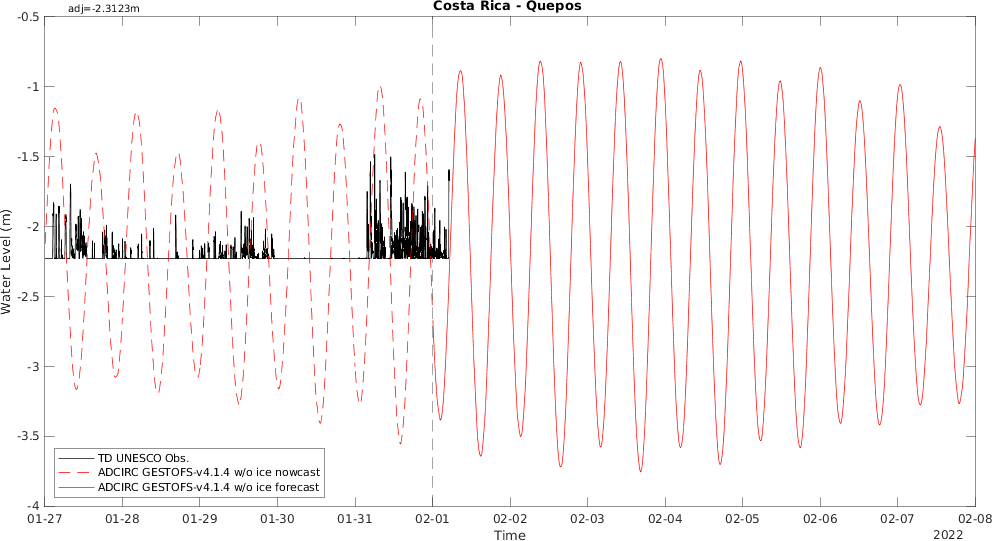 Costa Rica - Quepos
adj=-2.3123m
-0.5
-1
-1.5
-2
-2.5
-3
-3.5
-4
Water Level (m)
TD UNESCO Obs.
ADCIRC GESTOFS-v4.1.4 w/o ice nowcast
ADCIRC GESTOFS-v4.1.4 w/o ice forecast
01-27 01-28 01-29 01-30 01-31 02-01 02-02 02-03 02-04 02-05 02-06 02-07 02-08
Time
2022